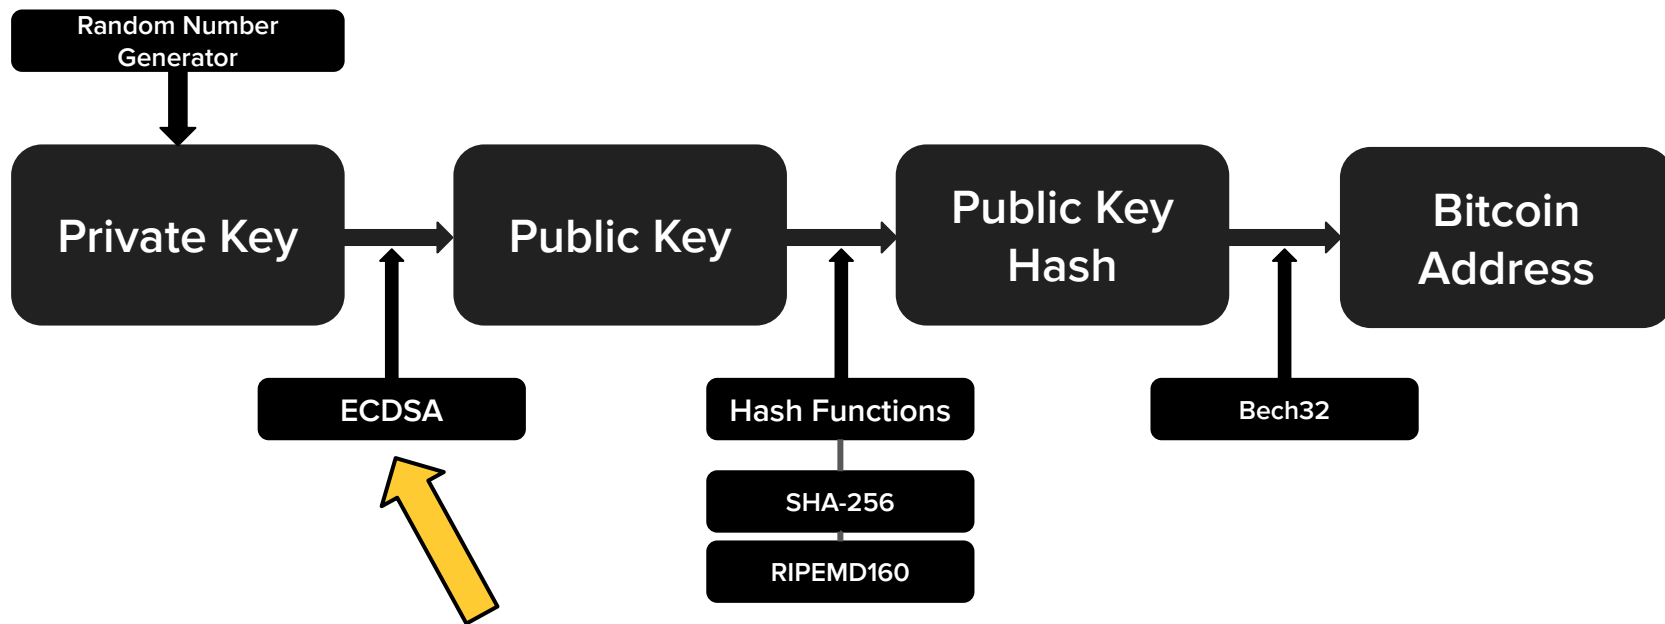 Random Number
Generator
Private Key
Public Key
Public Key
Hash
Bitcoin
Address
ECDSA
Hash Functions
Bech32
SHA-256
RIPEMD160